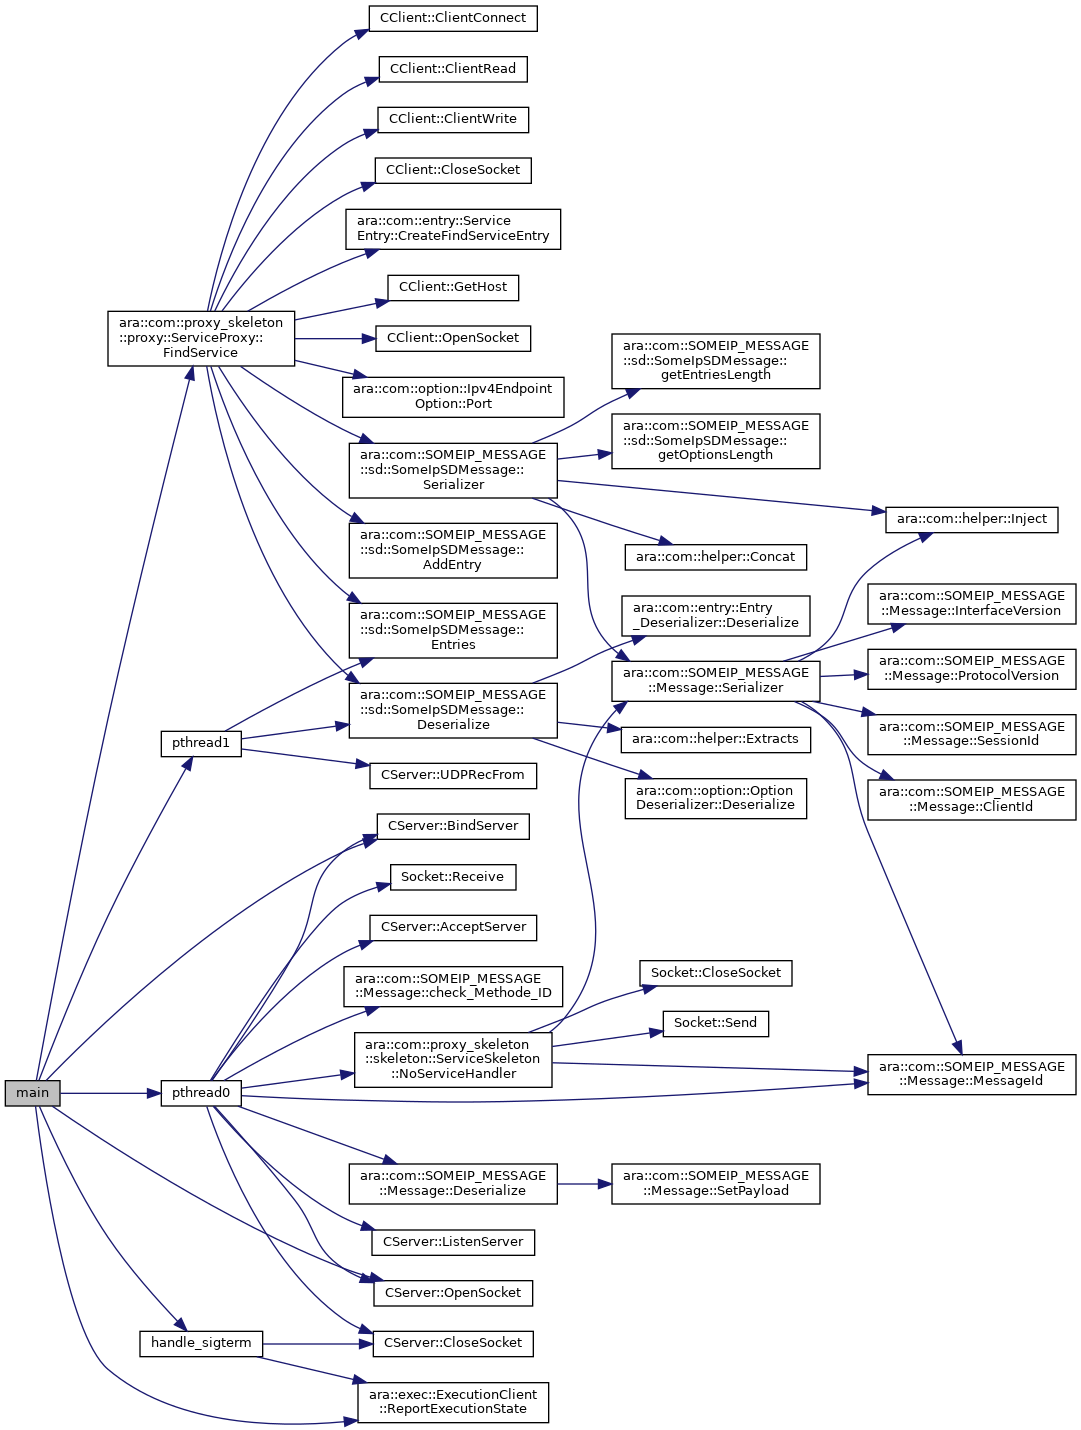 CClient::ClientConnect
CClient::ClientRead
CClient::ClientWrite
CClient::CloseSocket
ara::com::entry::Service
Entry::CreateFindServiceEntry
CClient::GetHost
ara::com::proxy_skeleton
::proxy::ServiceProxy::
FindService
CClient::OpenSocket
ara::com::option::Ipv4Endpoint
Option::Port
ara::com::SOMEIP_MESSAGE
::sd::SomeIpSDMessage::
getEntriesLength
ara::com::SOMEIP_MESSAGE
::sd::SomeIpSDMessage::
getOptionsLength
ara::com::SOMEIP_MESSAGE
::sd::SomeIpSDMessage::
Serializer
ara::com::helper::Inject
ara::com::SOMEIP_MESSAGE
::sd::SomeIpSDMessage::
AddEntry
ara::com::helper::Concat
ara::com::SOMEIP_MESSAGE
::Message::InterfaceVersion
ara::com::SOMEIP_MESSAGE
::sd::SomeIpSDMessage::
Entries
ara::com::entry::Entry
_Deserializer::Deserialize
ara::com::SOMEIP_MESSAGE
::Message::Serializer
ara::com::SOMEIP_MESSAGE
::Message::ProtocolVersion
ara::com::SOMEIP_MESSAGE
::sd::SomeIpSDMessage::
Deserialize
pthread1
ara::com::helper::Extracts
ara::com::SOMEIP_MESSAGE
::Message::SessionId
CServer::UDPRecFrom
ara::com::option::Option
Deserializer::Deserialize
ara::com::SOMEIP_MESSAGE
::Message::ClientId
CServer::BindServer
Socket::Receive
CServer::AcceptServer
ara::com::SOMEIP_MESSAGE
::Message::check_Methode_ID
Socket::CloseSocket
Socket::Send
ara::com::proxy_skeleton
::skeleton::ServiceSkeleton
::NoServiceHandler
ara::com::SOMEIP_MESSAGE
::Message::MessageId
main
pthread0
ara::com::SOMEIP_MESSAGE
::Message::Deserialize
ara::com::SOMEIP_MESSAGE
::Message::SetPayload
CServer::ListenServer
CServer::OpenSocket
handle_sigterm
CServer::CloseSocket
ara::exec::ExecutionClient
::ReportExecutionState